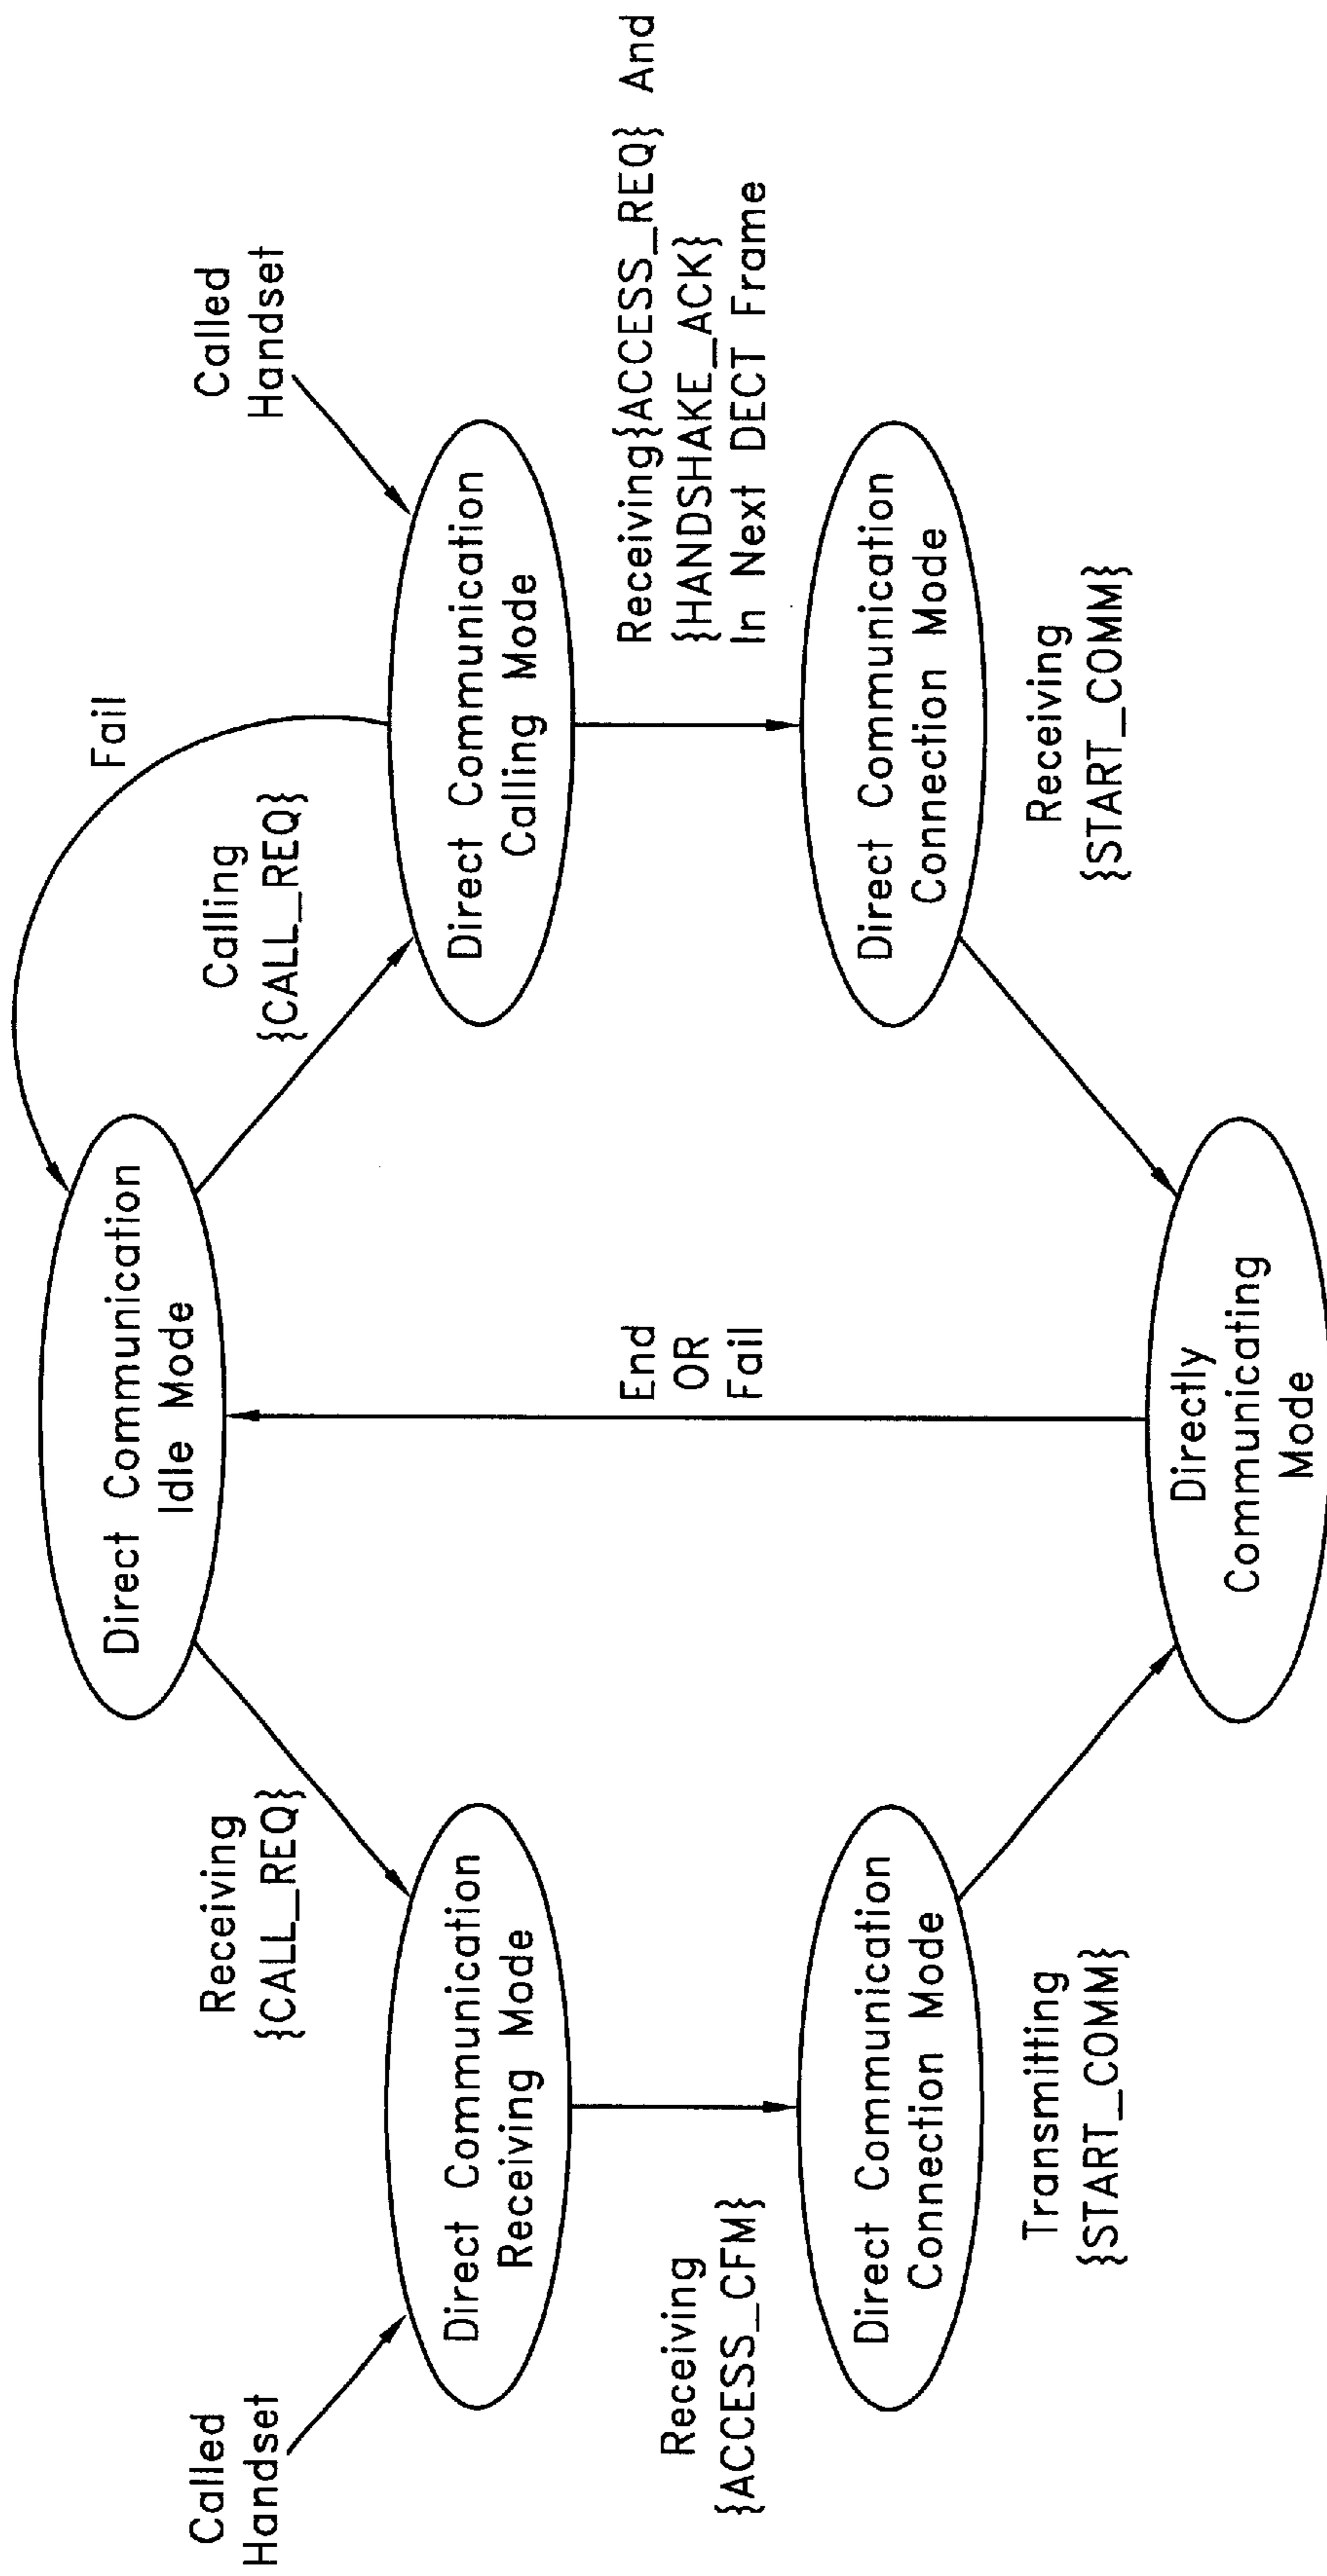 Direct Communication
Idle Mode
Fail
Receiving
{CALL_REQ}
Calling
{CALL_REQ}
Called
Handset
Called
Handset
Direct Communication
Receiving Mode
Direct Communication
Calling Mode
Receiving
{ACCESS_CFM}
End
OR
Fail
Receiving{ACCESS_REQ} And
{HANDSHAKE_ACK}
In Next DECT Frame
Direct Communication
Connection Mode
Direct Communication
Connection Mode
Transmitting
{START_COMM}
Receiving
{START_COMM}
Directly
Communicating
Mode